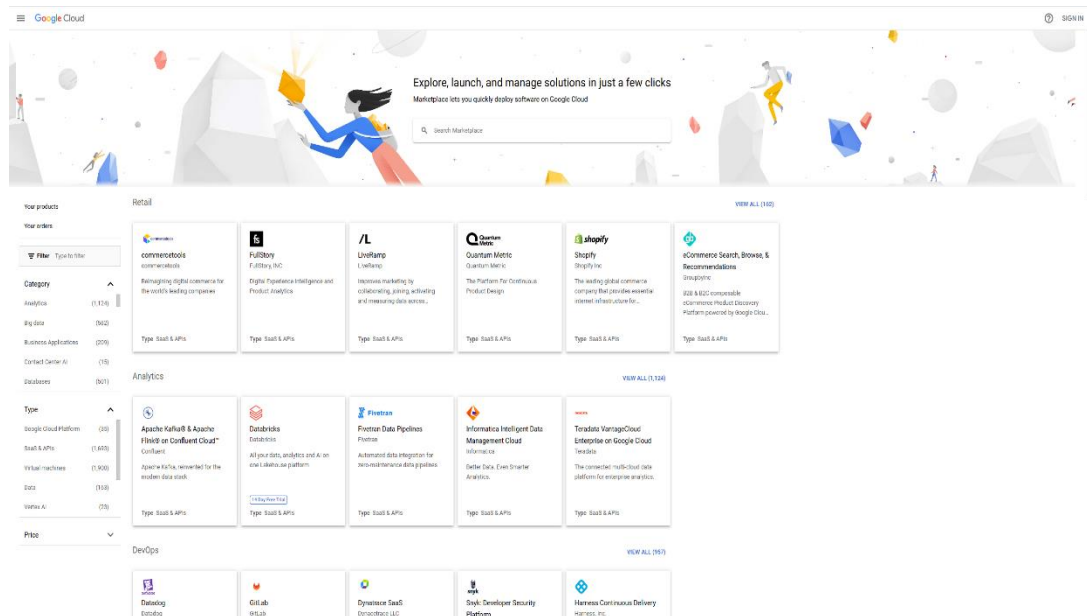 Google Cloud
SIGN IN
Explore, launch, and manage solutions in just a few clicks
Marketplace lets you quickly deploy software on Google Cloud
Search Marketplace
Your products
Your orders
Filter Type to filter
Category
Analytics (1,124)
Big data
Business Applications (209)
Contact Center AI (15)
Databases
Type
Google Cloud Platform
SaaS & APIs
Virtual machines
Data
Vertex AI
Price
Retail
VIEW ALL (162)
commercetools
commercetools
commercetools
Reimagining digital commerce for
the world's leading companies
Type SaaS & APIs
fs
FullStory
FullStory, INC
Digital Experience Intelligence and
Product Analytics
Type SaaS & APIs
/L
LiveRamp
LiveRamp
Improves marketing by
collaborating, joining, activating
and measuring data across...
Type SaaS & APIs
Quantum
Metric
Quantum Metric
Quantum Metric
The Platform For Continuous
Product Design
Type SaaS & APIs
shopify
Shopify
Shopify Inc
The leading global commerce
company that provides essential
internet infrastructure for...
Type SaaS & APIs
eCommerce Search, Browse, &
Recommendations
GroupByInc
B2B & B2C composable
eCommerce Product Discovery
Platform powered by Google Clou...
Type SaaS & APIs
Analytics
VIEW ALL (1,124)
Apache Kafka® & Apache
Flink® on Confluent Cloud™
Confluent
Apache Kafka, reinvented for the
modern data stack
Type SaaS & APIs
Databricks
Databricks
All your data, analytics and AI on
one Lakehouse platform
14 Day Free Trial
Type SaaS & APIs
Fivetran
Fivetran Data Pipelines
Fivetran
Automated data integration for
zero-maintenance data pipelines
Type SaaS & APIs
Informatica Intelligent Data
Management Cloud
Informatica
Better Data. Even Smarter
Analytics.
Type SaaS & APIs
Teradata VantageCloud
Enterprise on Google Cloud
Teradata
The connected multi-cloud data
platform for enterprise analytics.
Type SaaS & APIs
DevOps
VIEW ALL (957)
Datadog
Datadog
GitLab
GitLab
Dynatrace SaaS
Dynatrace LLC
snyk
Snyk: Developer Security
Platform
Harness Continuous Delivery
Harness, Inc.